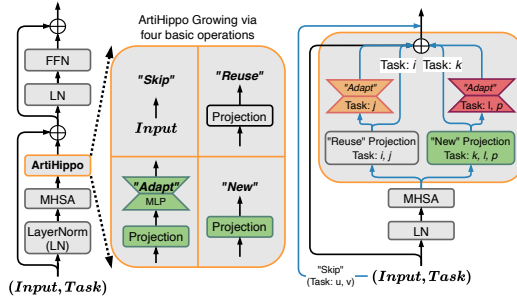 FFN
LN
ArtiHippo
MHSA
LayerNorm
(LN)
(Input, Task)
ArtiHippo Growing via
four basic operations
"Skip"
Input
"Reuse"
Projection
"Adapt"
MLP
Projection
"New"
Projection
Task: i
Task: k
"Adapt"
Task: j
"Adapt"
Task: l, p
"Reuse" Projection
Task: i, j
"New" Projection
Task: k, l, p
MHSA
LN
"Skip"
(Task: u, v)
(Input, Task)